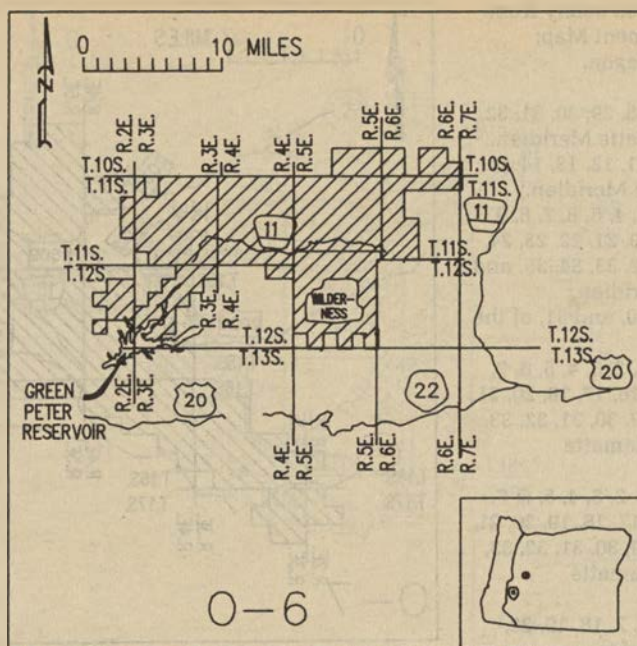 0 10 MILES
N
R.2E. R.3E.
R.3E. R.4E.
R.4E. R.5E.
R.5E. R.6E.
R.6E. R.7E.
T.10S.
T.11S.
T.10S.
T.11S.
11
11
T.11S.
T.12S
T.11S.
T.12S.
R.3E. R.4E.
WILDER-
NESS
T.12S.
T.13S.
T.12S.
T.13S.
GREEN
PETER
RESERVOIR
R.2E. R.3E.
20
22
20
R.4E. R.5E.
R.5E. R.6E.
R.6E. R.7E.
O-6